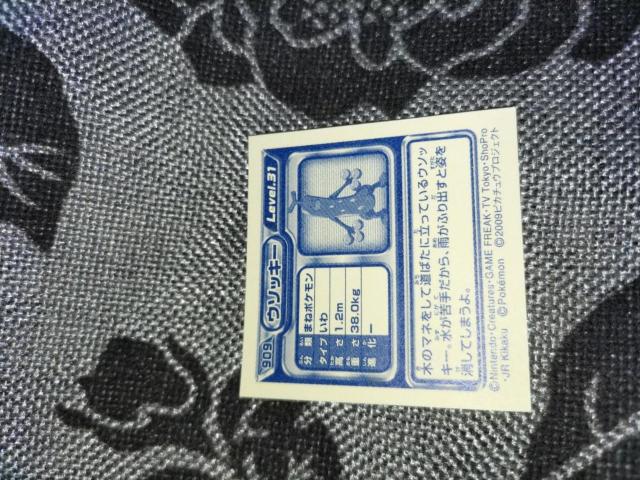 909 ウソッキー Level.31
分類 まねポケモン
タイプ いわ
高さ 1.2m
重さ 38.0kg
進化 ー
木のマネをして道ばたに立っているウソッ
キー。水が苦手だから、雨がふり出すと姿を
消してしまうよ。
©Nintendo・Creatures・GAME FREAK・TV Tokyo・ShoPro
・JR Kikaku ©Pokémon ©2009 ピカチュウプロジェクト